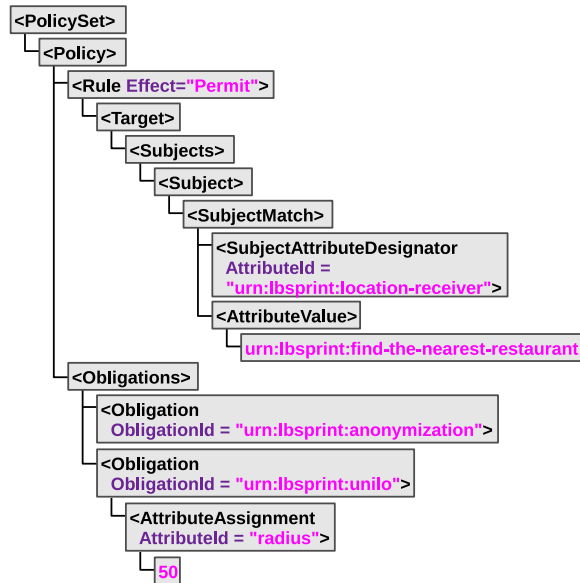 <PolicySet>
<Policy>
<Rule Effect="Permit">
<Target>
<Subjects>
<Subject>
<SubjectMatch>
<SubjectAttributeDesignator
AttributeId =
"urn:lbsprint:location-receiver">
<AttributeValue>
urn:lbsprint:find-the-nearest-restaurant
<Obligations>
<Obligation
ObligationId = "urn:lbsprint:anonymization">
<Obligation
ObligationId = "urn:lbsprint:unilo">
<AttributeAssignment
AttributeId = "radius">
50